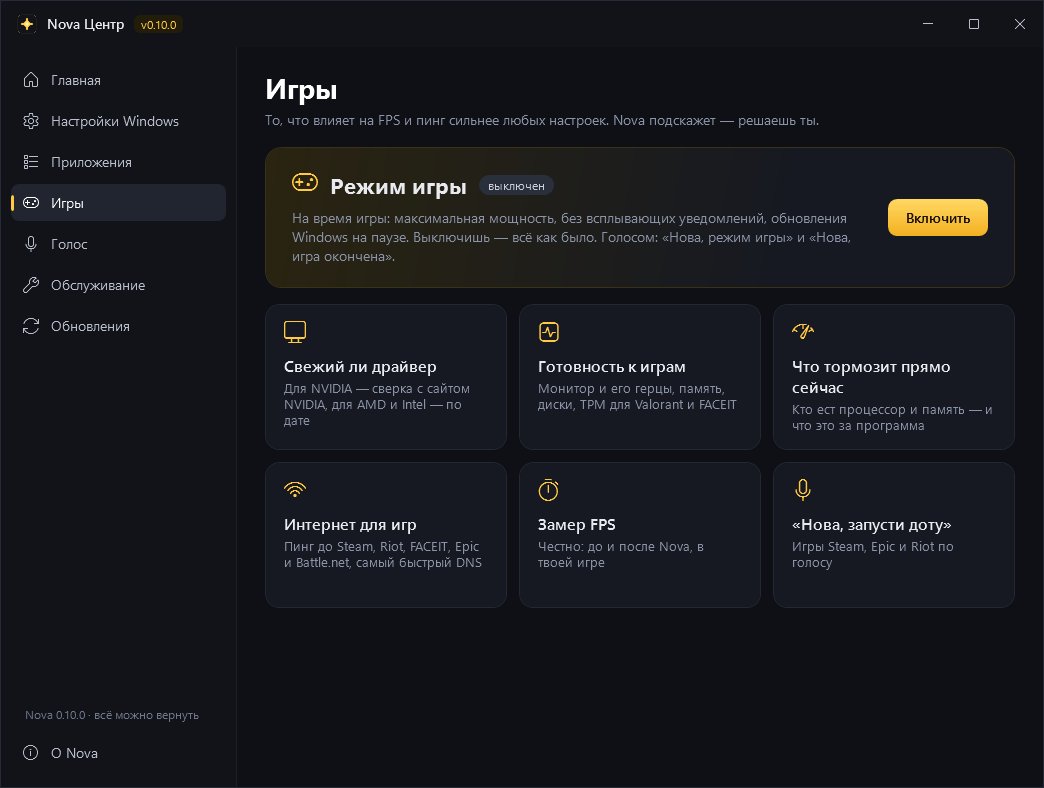 Nova Центр v0.10.0
Главная
Настройки Windows
Приложения
Игры
Голос
Обслуживание
Обновления
Nova 0.10.0 · всё можно вернуть
О Nova
Игры
То, что влияет на FPS и пинг сильнее любых настроек. Nova подскажет — решаешь ты.
Режим игры выключен
На время игры: максимальная мощность, без всплывающих уведомлений, обновления
Windows на паузе. Выключишь — всё как было. Голосом: «Нова, режим игры» и «Нова,
игра окончена».
Включить
Свежий ли драйвер
Для NVIDIA — сверка с сайтом
NVIDIA, для AMD и Intel — по
дате
Готовность к играм
Монитор и его герцы, память,
диски, TPM для Valorant и FACEIT
Что тормозит прямо
сейчас
Кто ест процессор и память — и
что это за программа
Интернет для игр
Пинг до Steam, Riot, FACEIT, Epic
и Battle.net, самый быстрый DNS
Замер FPS
Честно: до и после Nova, в
твоей игре
«Нова, запусти доту»
Игры Steam, Epic и Riot по
голосу